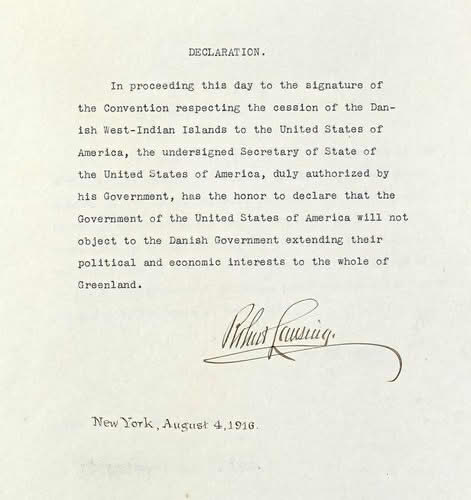 DECLARATION.
In proceeding this day to the signature of
the Convention respecting the cession of the Dan-
ish West-Indian Islands to the United States of
America, the undersigned Secretary of State of
the United States of America, duly authorized by
his Government, has the honor to declare that the
Government of the United States of America will not
object to the Danish Government extending their
political and economic interests to the whole of
Greenland.
Robert Lansing.
New York, August 4, 1916.